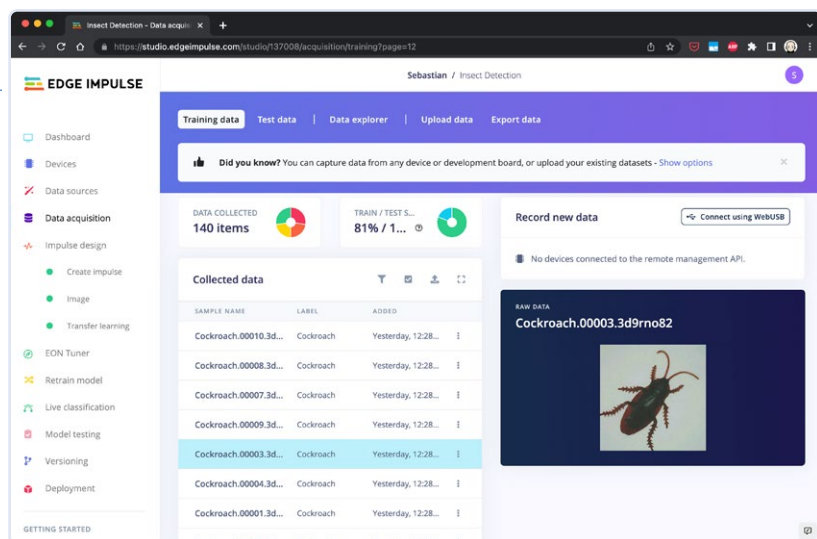 Insect Detection - Data acquis
https://studio.edgeimpulse.com/studio/137008/acquisition/training?page=12
EDGE IMPULSE
Sebastian / Insect Detection
S
Training data Test data | Data explorer | Upload data Export data
Did you know? You can capture data from any device or development board, or upload your existing datasets - Show options
Dashboard
Devices
Data sources
Data acquisition
Impulse design
Create impulse
Image
Transfer learning
EON Tuner
Retrain model
Live classification
Model testing
Versioning
Deployment
GETTING STARTED
DATA COLLECTED
140 items
TRAIN / TEST S...
81% / 1...
Collected data
SAMPLE NAME LABEL ADDED
Cockroach.00010.3d... Cockroach Yesterday, 12:28...
Cockroach.00008.3d... Cockroach Yesterday, 12:28...
Cockroach.00007.3d... Cockroach Yesterday, 12:28...
Cockroach.00009.3d... Cockroach Yesterday, 12:28...
Cockroach.00003.3d... Cockroach Yesterday, 12:28...
Cockroach.00004.3d... Cockroach Yesterday, 12:28...
Cockroach.00001.3d... Cockroach Yesterday, 12:28...
Record new data
Connect using WebUSB
No devices connected to the remote management API.
RAW DATA
Cockroach.00003.3d9rno82